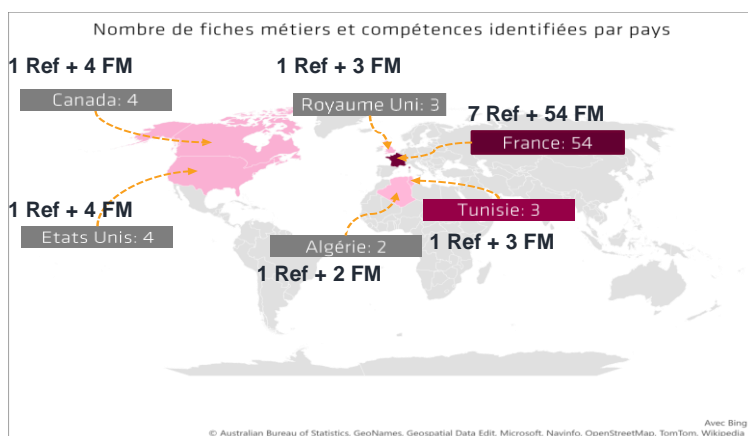 Nombre de fiches métiers et compétences identifiées par pays
1 Ref + 4 FM
1 Ref + 3 FM
Canada: 4
Royaume Uni: 3
7 Ref + 54 FM
France: 54
1 Ref + 4 FM
Tunisie: 3
Etats Unis: 4
Algérie: 2
1 Ref + 3 FM
1 Ref + 2 FM
Avec Bing
© Australian Bureau of Statistics, GeoNames, Geospatial Data Edit, Microsoft, Navinfo, OpenStreetMap, TomTom, Wikipedia